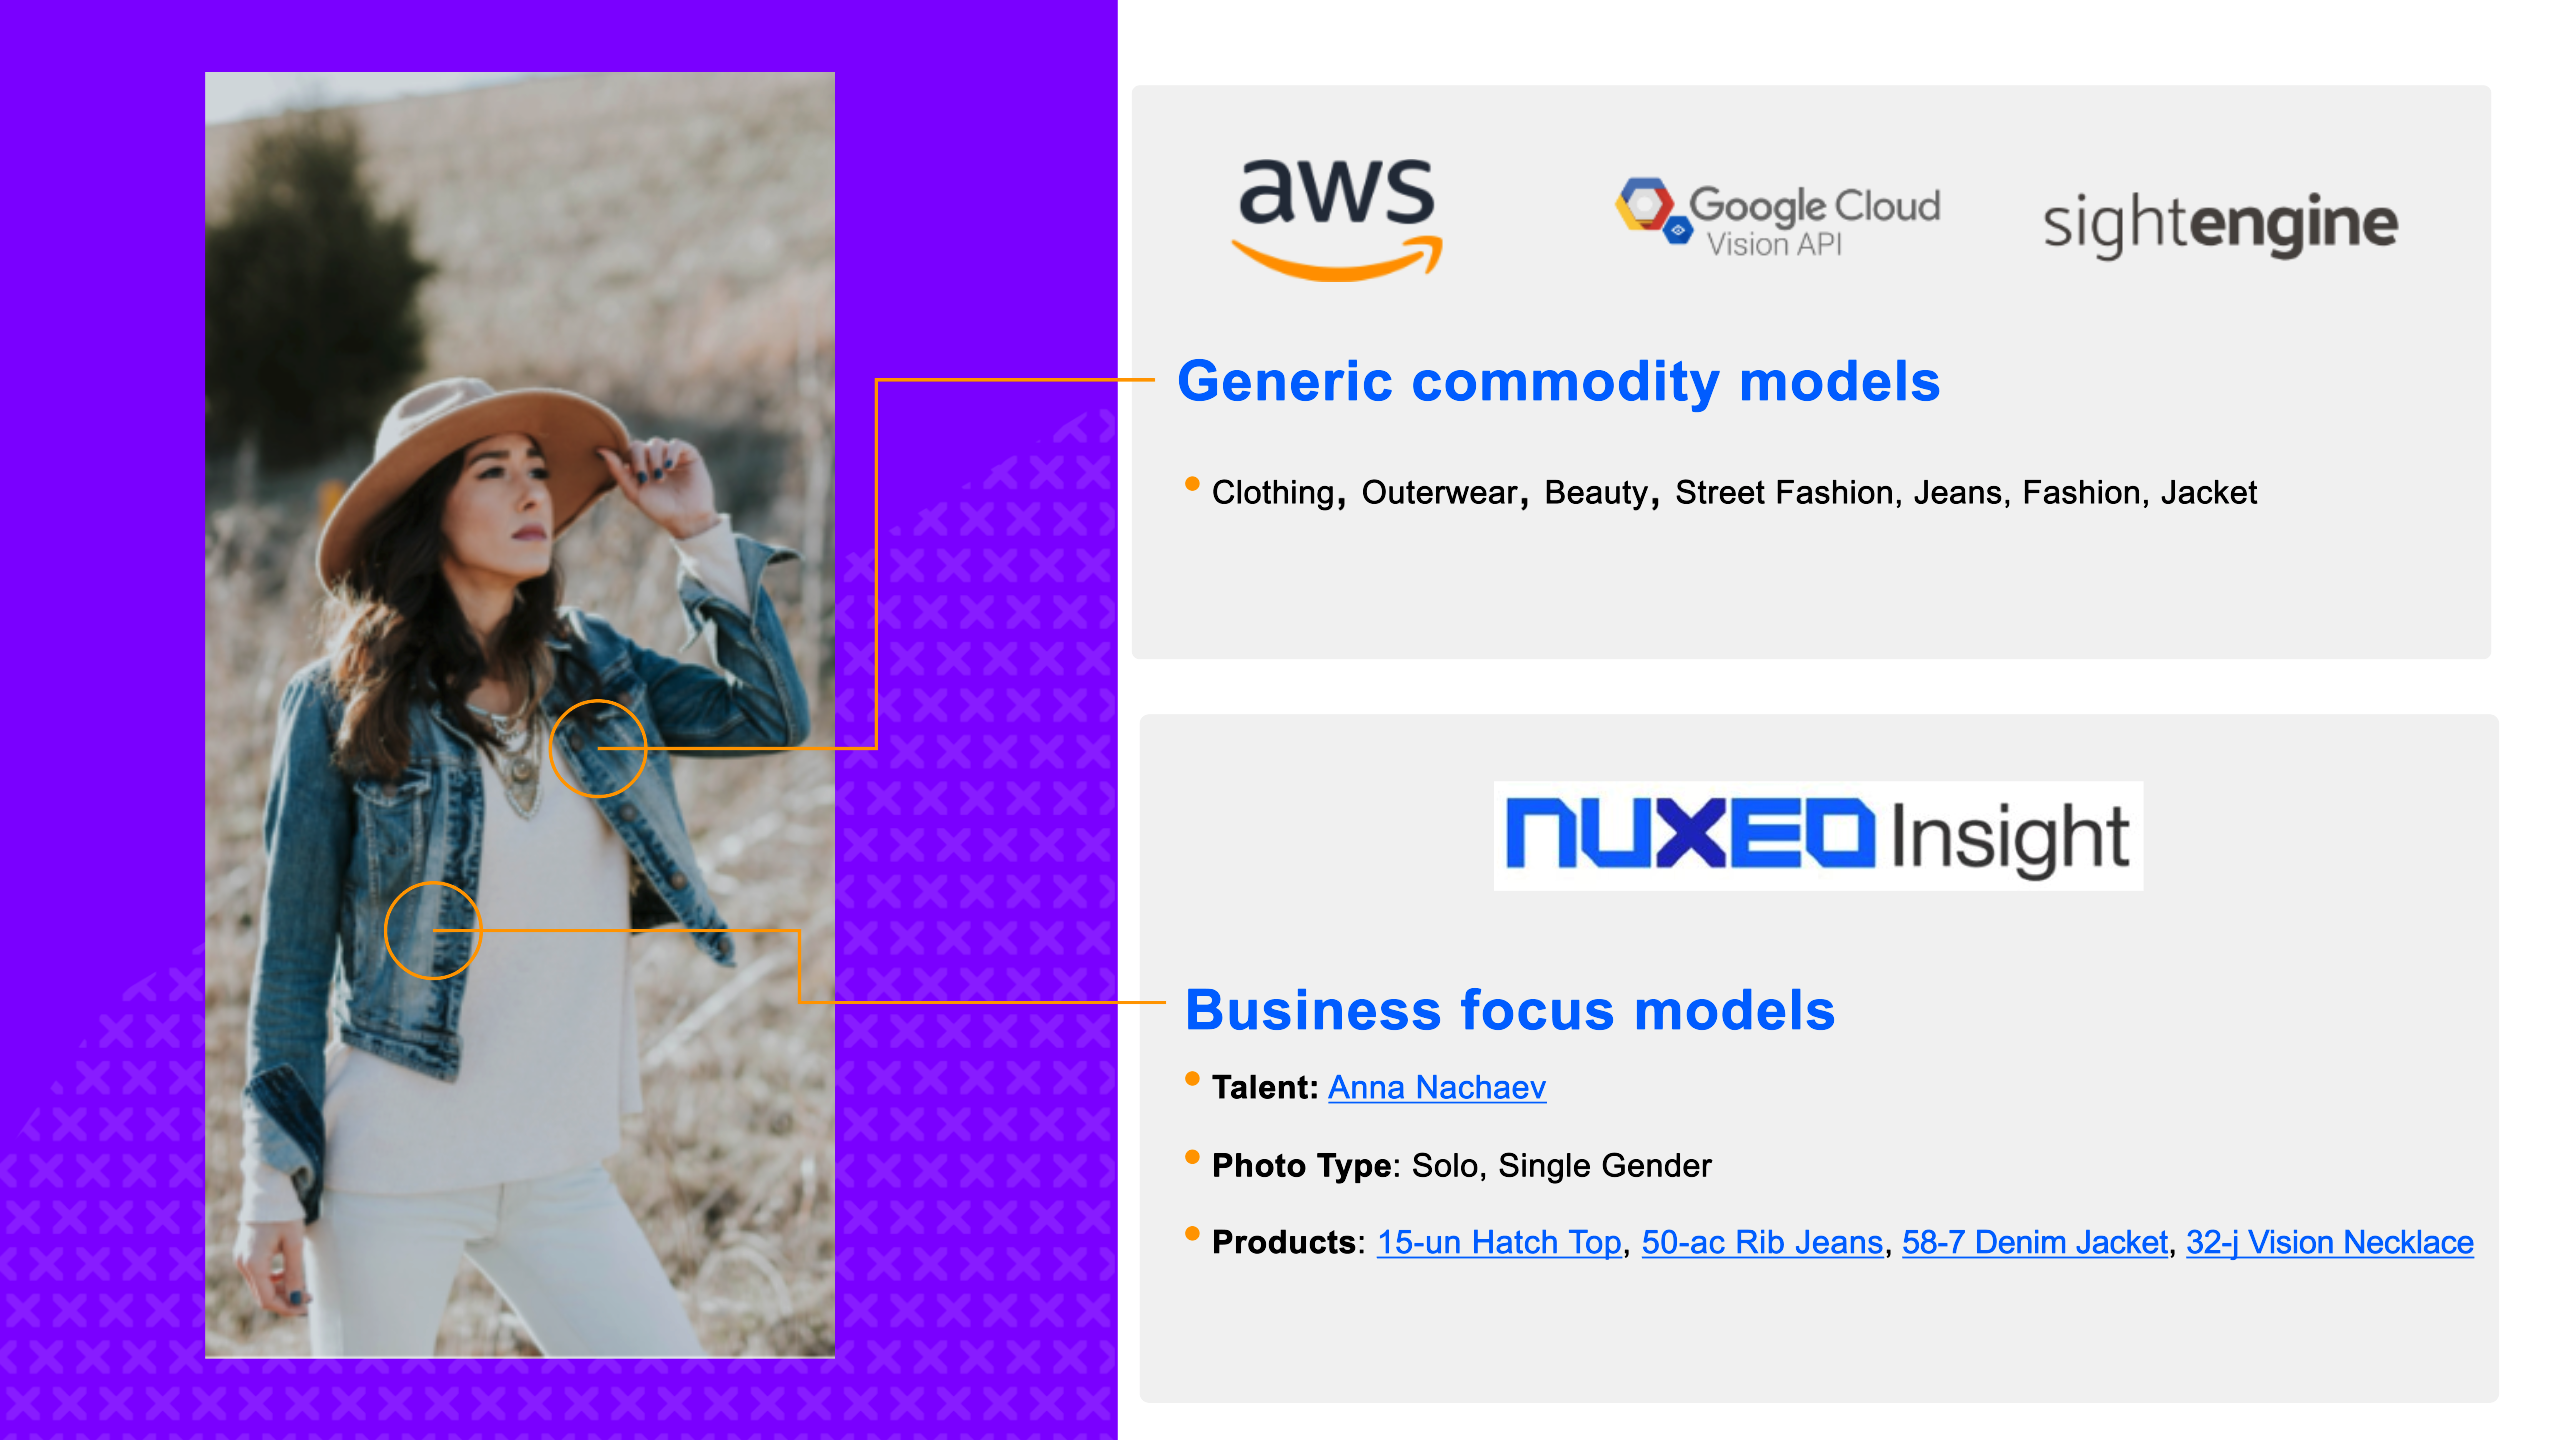 aws
Google Cloud
Vision API
sightengine
Generic commodity models
Clothing, Outerwear, Beauty, Street Fashion, Jeans, Fashion, Jacket
NUXEO Insight
Business focus models
Talent: Anna Nachaev
Photo Type: Solo, Single Gender
Products: 15-un Hatch Top, 50-ac Rib Jeans, 58-7 Denim Jacket, 32-j Vision Necklace